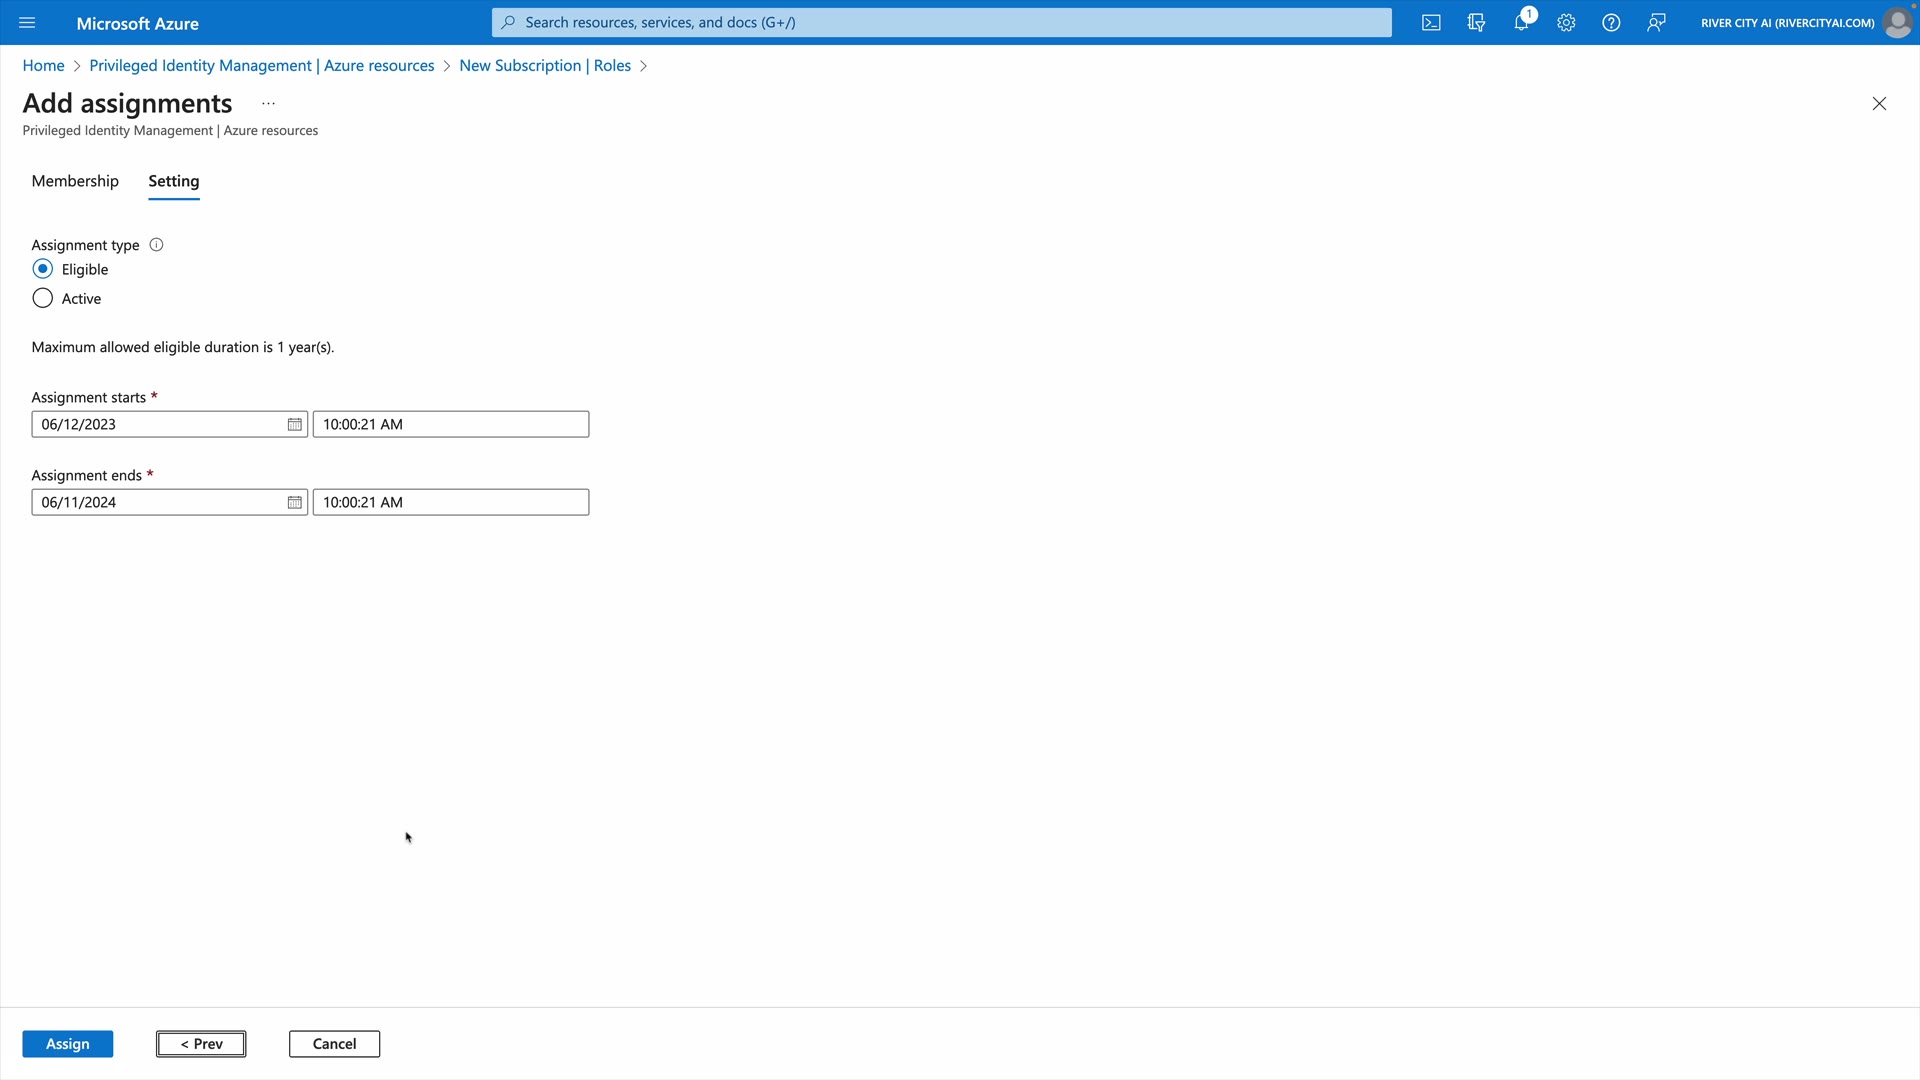 Microsoft Azure
Search resources, services, and docs (G+/)
1
RIVER CITY AI (RIVERCITYAI.COM)
Home > Privileged Identity Management | Azure resources > New Subscription | Roles >
Add assignments ...
Privileged Identity Management | Azure resources
Membership
Setting
Assignment type
Eligible
Active
Maximum allowed eligible duration is 1 year(s).
Assignment starts *
06/12/2023
10:00:21 AM
Assignment ends *
06/11/2024
10:00:21 AM
Assign
< Prev
Cancel